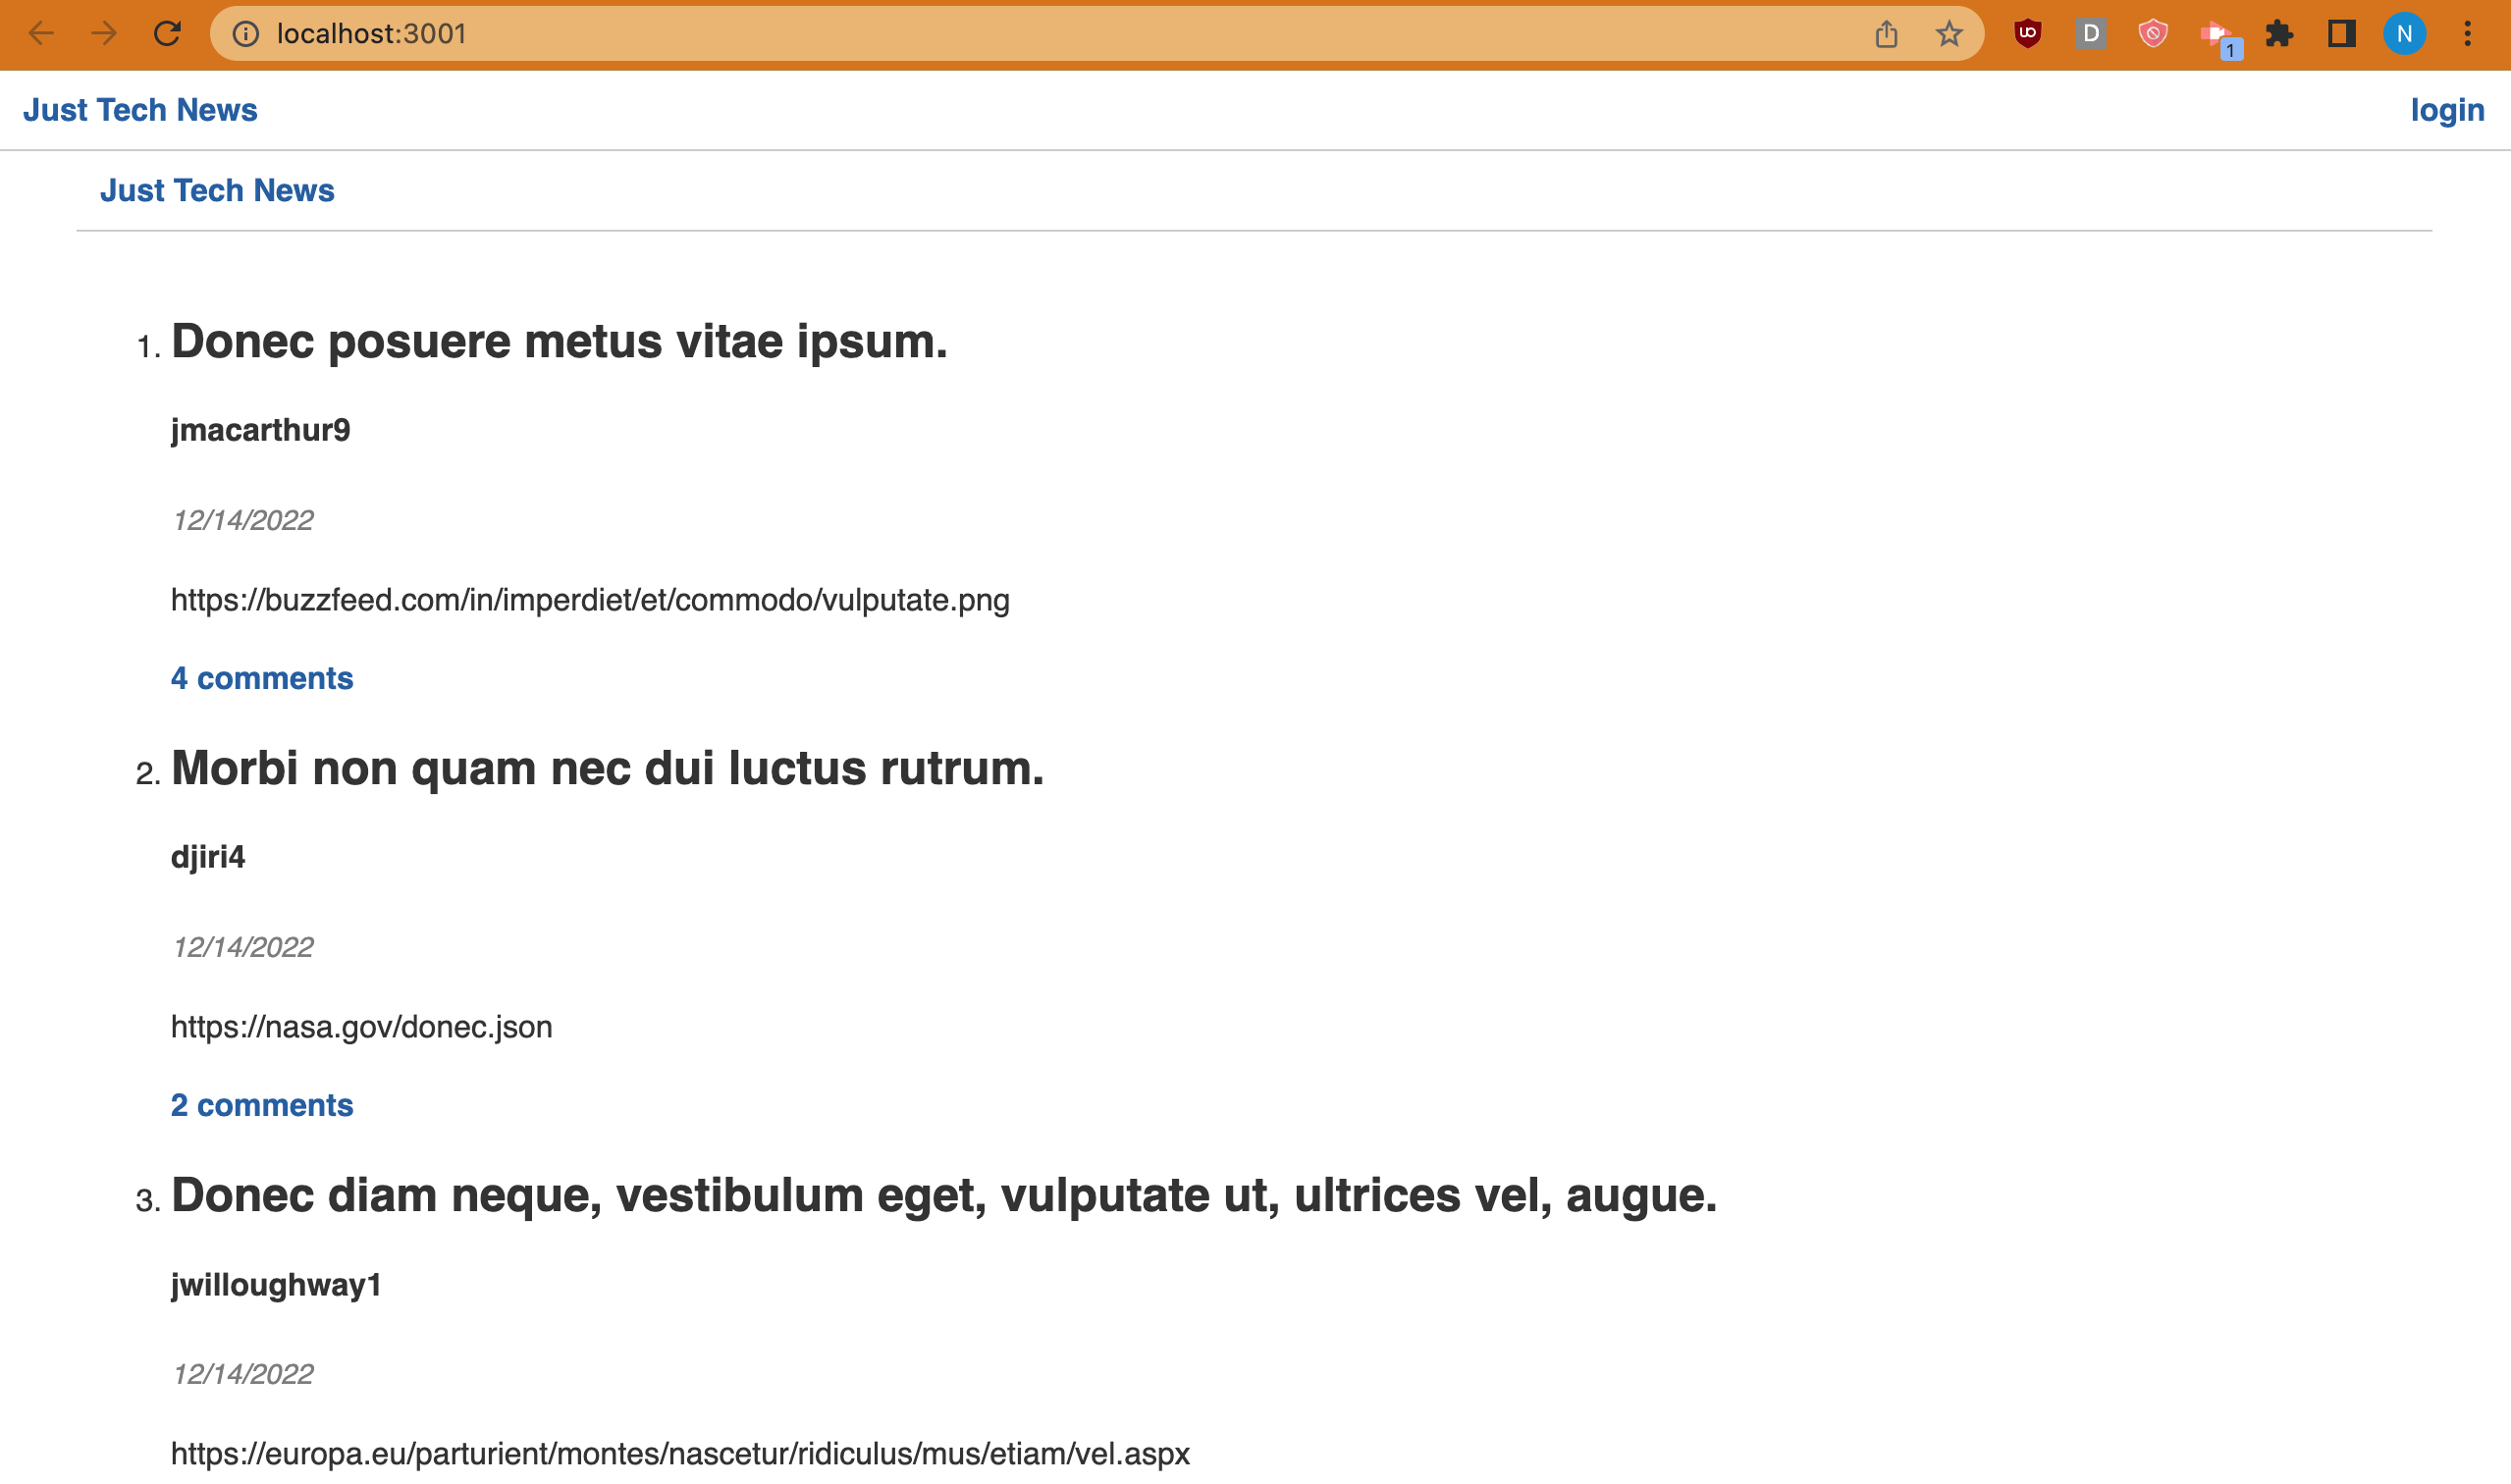 localhost:3001
D
1
N
Just Tech News login
Just Tech News
1. Donec posuere metus vitae ipsum.
jmacarthur9
12/14/2022
https://buzzfeed.com/in/imperdiet/et/commodo/vulputate.png
4 comments
2. Morbi non quam nec dui luctus rutrum.
djiri4
12/14/2022
https://nasa.gov/donec.json
2 comments
3. Donec diam neque, vestibulum eget, vulputate ut, ultrices vel, augue.
jwilloughway1
12/14/2022
https://europa.eu/parturient/montes/nascetur/ridiculus/mus/etiam/vel.aspx